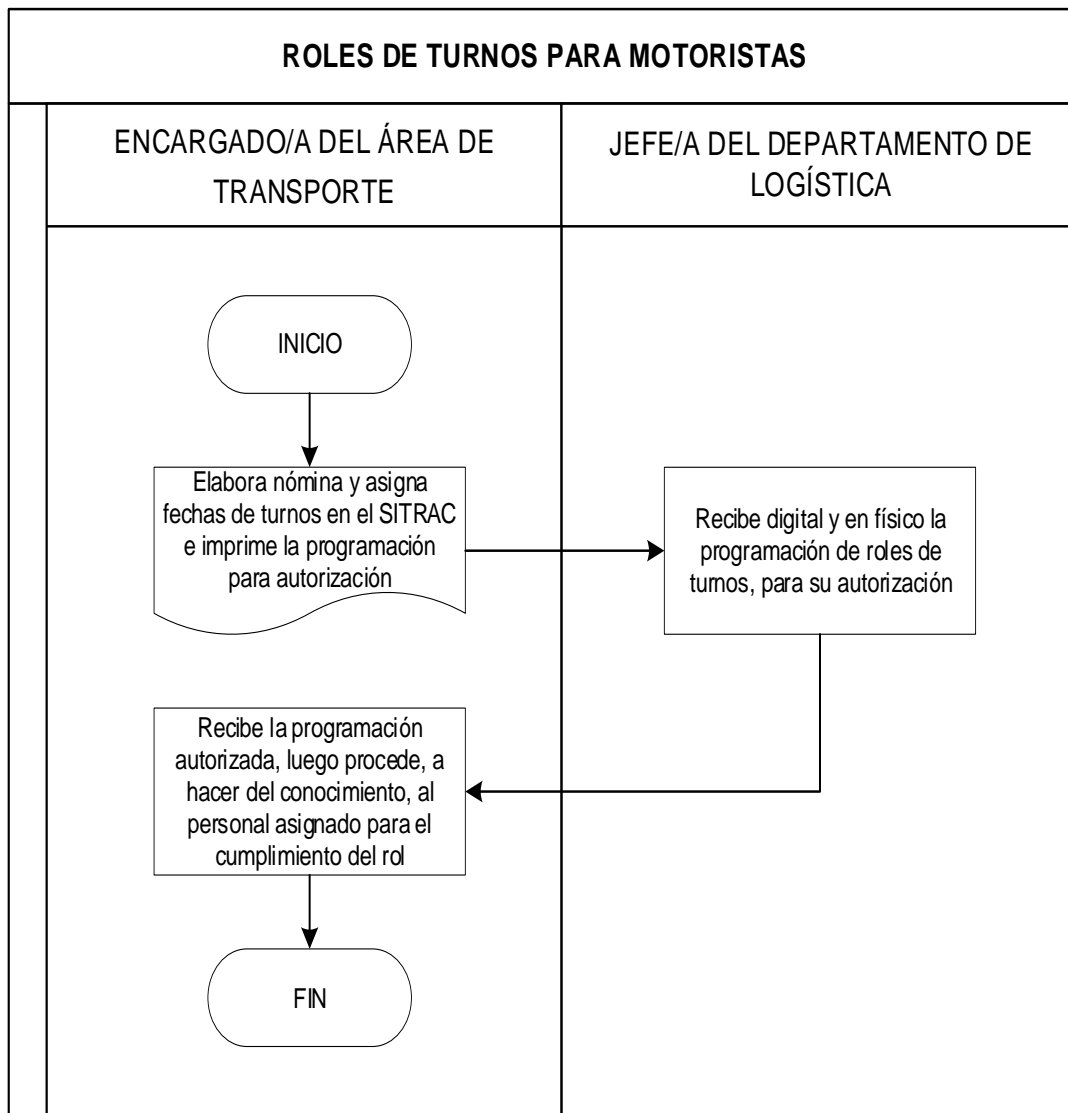 ROLES DE TURNOS PARA MOTORISTAS
ENCARGADO/A DEL ÁREA DE
TRANSPORTE
JEFE/A DEL DEPARTAMENTO DE
LOGÍSTICA
INICIO
Elabora nómina y asigna
fechas de turnos en el SITRAC
e imprime la programación
para autorización
Recibe digital y en físico la
programación de roles de
turnos, para su autorización
Recibe la programación
autorizada, luego procede, a
hacer del conocimiento, al
personal asignado para el
cumplimiento del rol
FIN